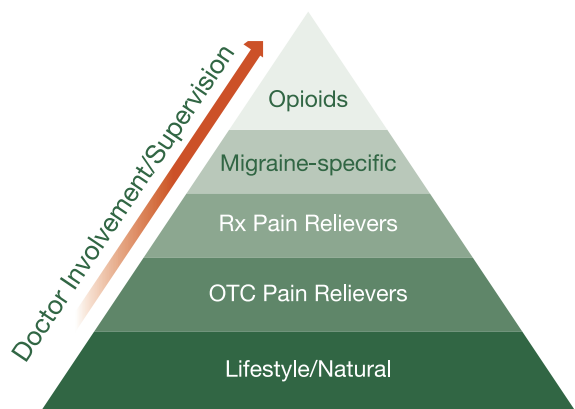 Doctor Involvement/Supervision
Opioids
Migraine-specific
Rx Pain Relievers
OTC Pain Relievers
Lifestyle/Natural